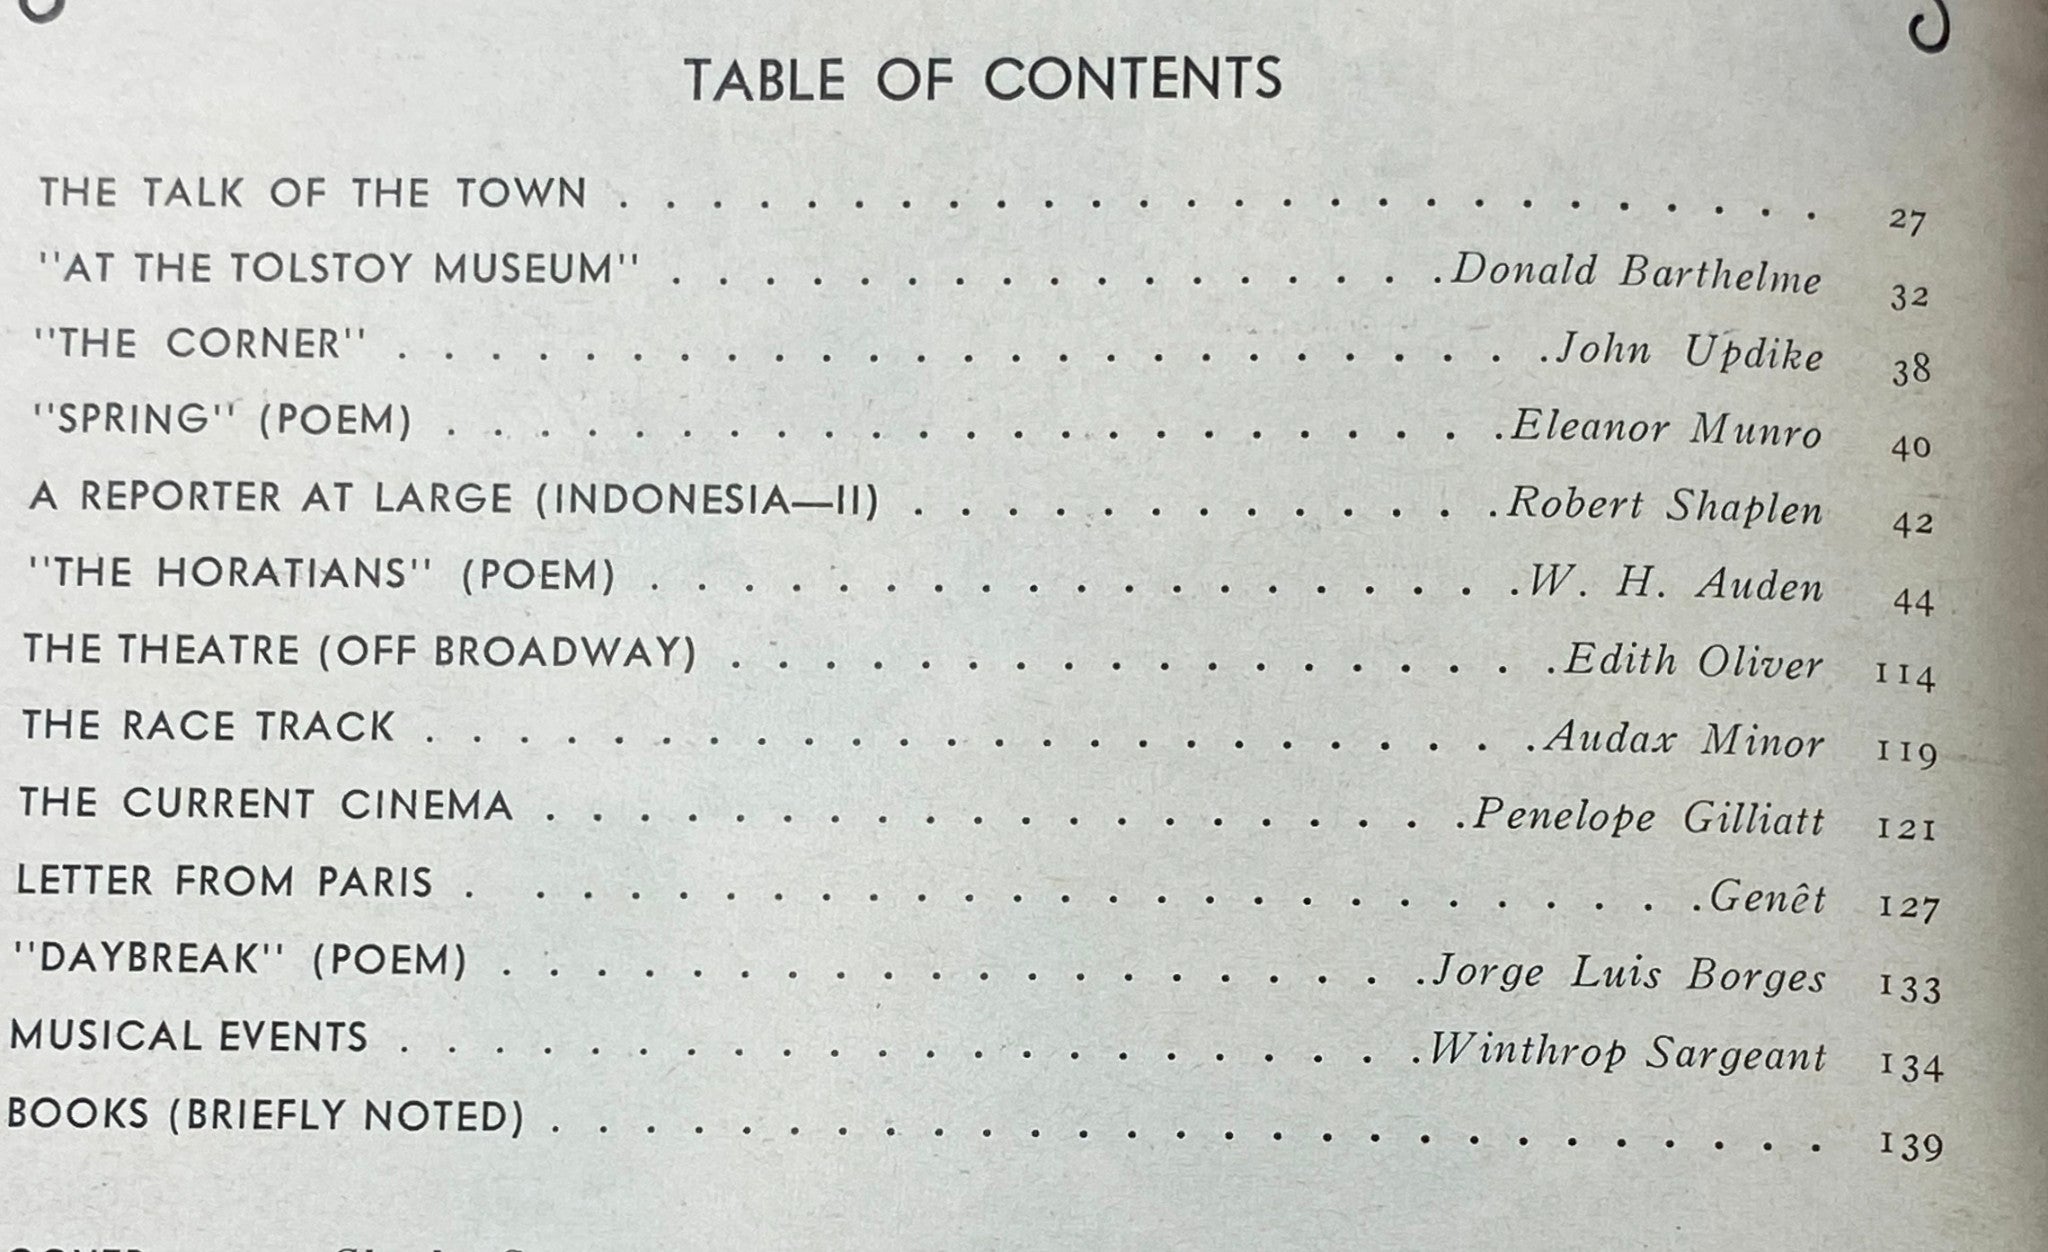 TABLE OF CONTENTS
THE TALK OF THE TOWN . . . . . . . . . . . . . . . . . . . . . . . . . . 27
"AT THE TOLSTOY MUSEUM" . . . . . . . . . . . . . . . . . Donald Barthelme 32
"THE CORNER" . . . . . . . . . . . . . . . . . . . . . . . . . John Updike 38
"SPRING" (POEM) . . . . . . . . . . . . . . . . . . . . . . . Eleanor Munro 40
A REPORTER AT LARGE (INDONESIA—II) . . . . . . . . . . . . . Robert Shaplen 42
"THE HORATIANS" (POEM) . . . . . . . . . . . . . . . . . . . W. H. Auden 44
THE THEATRE (OFF BROADWAY) . . . . . . . . . . . . . . . . . . Edith Oliver 114
THE RACE TRACK . . . . . . . . . . . . . . . . . . . . . . . . Audax Minor 119
THE CURRENT CINEMA . . . . . . . . . . . . . . . . . . . . Penelope Gilliatt 121
LETTER FROM PARIS . . . . . . . . . . . . . . . . . . . . . . . . . . Genêt 127
"DAYBREAK" (POEM) . . . . . . . . . . . . . . . . . . . . Jorge Luis Borges 133
MUSICAL EVENTS . . . . . . . . . . . . . . . . . . . . . . Winthrop Sargeant 134
BOOKS (BRIEFLY NOTED) . . . . . . . . . . . . . . . . . . . . . . . . . . . 139